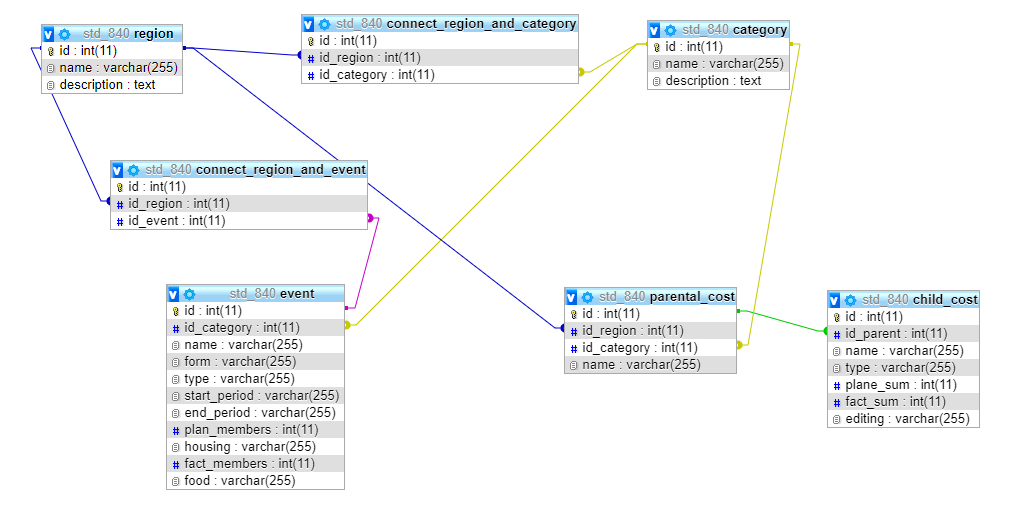 std_840 region
id : int(11)
name : varchar(255)
description : text
std_840 connect_region_and_category
id : int(11)
id_region : int(11)
id_category : int(11)
std_840 category
id : int(11)
name : varchar(255)
description : text
std_840 connect_region_and_event
id : int(11)
id_region : int(11)
id_event : int(11)
std_840 event
id : int(11)
id_category : int(11)
name : varchar(255)
form : varchar(255)
type : varchar(255)
start_period : varchar(255)
end_period : varchar(255)
plan_members : int(11)
housing : varchar(255)
fact_members : int(11)
food : varchar(255)
std_840 parental_cost
id : int(11)
id_region : int(11)
id_category : int(11)
name : varchar(255)
std_840 child_cost
id : int(11)
id_parent : int(11)
name : varchar(255)
type : varchar(255)
plane_sum : int(11)
fact_sum : int(11)
editing : varchar(255)